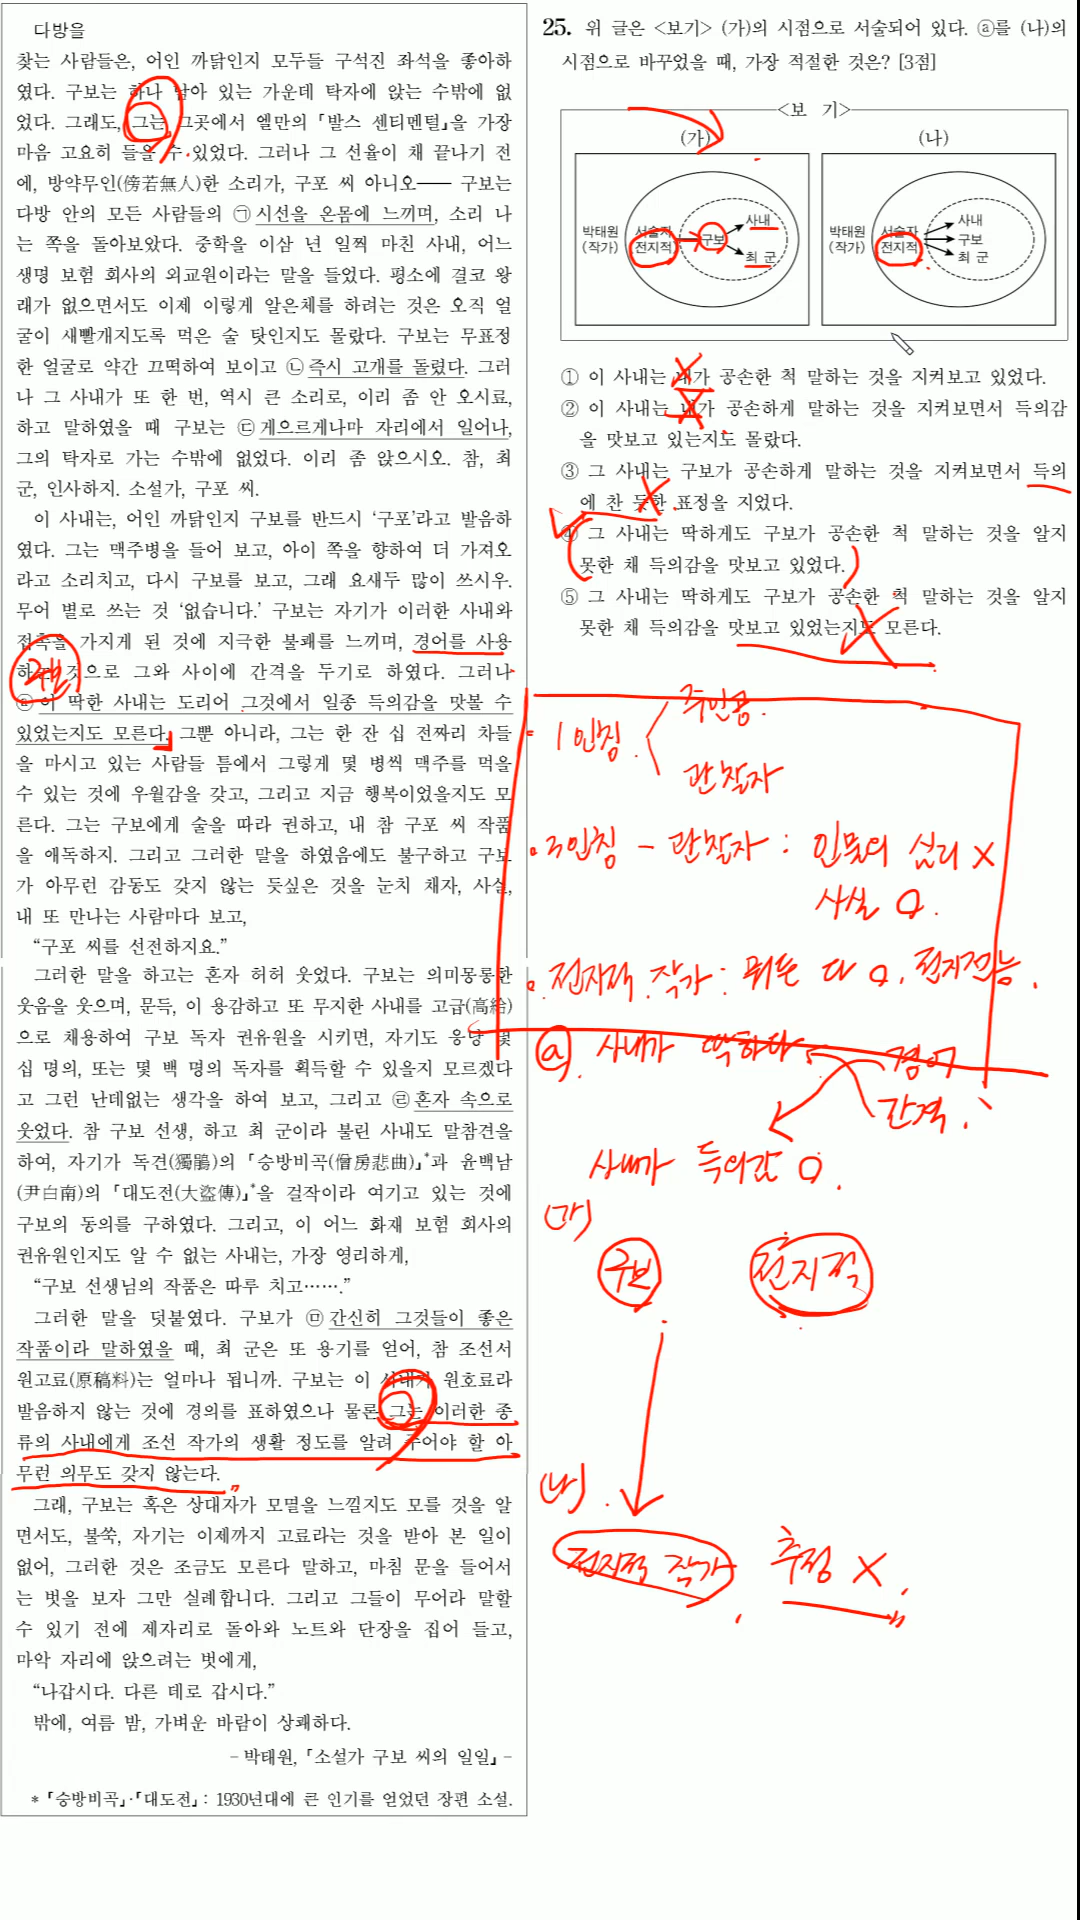 다방을
찾는 사람들은, 어인 까닭인지 모두들 구석진 좌석을 좋아하
였다. 구보는 하나 남아 있는 가운데 탁자에 앉는 수밖에 없
었다. 그래도, 그는 그곳에서 엘만의 「발스 센티멘털」을 가장
마음 고요히 들을 수 있었다. 그러나 그 선율이 채 끝나기 전
에, 방약무인(傍若無人)한 소리가, 구포 씨 아니오── 구보는
다방 안의 모든 사람들의 ㉠시선을 온몸에 느끼며, 소리 나
는 쪽을 돌아보았다. 중학을 이삼 년 일찍 마친 사내, 어느
생명 보험 회사의 외교원이라는 말을 들었다. 평소에 결코 왕
래가 없으면서도 이제 이렇게 알은체를 하려는 것은 오직 얼
굴이 새빨개지도록 먹은 술 탓인지도 몰랐다. 구보는 무표정
한 얼굴로 약간 끄떡하여 보이고 ㉡즉시 고개를 돌렸다. 그러
나 그 사내가 또 한 번, 역시 큰 소리로, 이리 좀 안 오시료,
하고 말하였을 때 구보는 ㉢게으르게나마 자리에서 일어나,
그의 탁자로 가는 수밖에 없었다. 이리 좀 앉으시오. 참, 최
군, 인사하지. 소설가, 구포 씨.
이 사내는, 어인 까닭인지 구보를 반드시 ‘구포’라고 발음하
였다. 그는 맥주병을 들어 보고, 아이 쪽을 향하여 더 가져오
라고 소리치고, 다시 구보를 보고, 그래 요새두 많이 쓰시우.
무어 별로 쓰는 것 ‘없습니다.’ 구보는 자기가 이러한 사내와
접촉을 가지게 된 것에 지극한 불쾌를 느끼며, 경어를 사용
하는 것으로 그와 사이에 간격을 두기로 하였다. 그러나
ⓐ이 딱한 사내는 도리어 그것에서 일종 득의감을 맛볼 수
있었는지도 모른다. 그뿐 아니라, 그는 한 잔 십 전짜리 차들
을 마시고 있는 사람들 틈에서 그렇게 몇 병씩 맥주를 먹을
수 있는 것에 우월감을 갖고, 그리고 지금 행복이었을지도 모
른다. 그는 구보에게 술을 따라 권하고, 내 참 구포 씨 작품
을 애독하지. 그리고 그러한 말을 하였음에도 불구하고 구보
가 아무런 감동도 갖지 않는 듯싶은 것을 눈치 채자, 사실,
내 또 만나는 사람마다 보고,
“구포 씨를 선전하지요.”
그러한 말을 하고는 혼자 허허 웃었다. 구보는 의미몽롱한
웃음을 웃으며, 문득, 이 용감하고 또 무지한 사내를 고급(高給)
으로 채용하여 구보 독자 권유원을 시키면, 자기도 응당 몇
십 명의, 또는 몇 백 명의 독자를 획득할 수 있을지 모르겠다
고 그런 난데없는 생각을 하여 보고, 그리고 ㉣혼자 속으로
웃었다. 참 구보 선생, 하고 최 군이라 불린 사내도 말참견을
하여, 자기가 독견(獨鵑)의 「승방비곡(僧房悲曲)」*과 윤백남
(尹白南)의 「대도전(大盜傳)」*을 걸작이라 여기고 있는 것에
구보의 동의를 구하였다. 그리고, 이 어느 화재 보험 회사의
권유원인지도 알 수 없는 사내는, 가장 영리하게,
“구보 선생님의 작품은 따루 치고…….”
그러한 말을 덧붙였다. 구보가 ㉤간신히 그것들이 좋은
작품이라 말하였을 때, 최 군은 또 용기를 얻어, 참 조선서
원고료(原稿料)는 얼마나 됩니까. 구보는 이 사내가 원호료라
발음하지 않는 것에 경의를 표하였으나 물론 그는 이러한 종
류의 사내에게 조선 작가의 생활 정도를 알려 주어야 할 아
무런 의무도 갖지 않는다.
그래, 구보는 혹은 상대자가 모멸을 느낄지도 모를 것을 알
면서도, 불쑥, 자기는 이제까지 고료라는 것을 받아 본 일이
없어, 그러한 것은 조금도 모른다 말하고, 마침 문을 들어서
는 벗을 보자 그만 실례합니다. 그리고 그들이 무어라 말할
수 있기 전에 제자리로 돌아와 노트와 단장을 집어 들고,
마악 자리에 앉으려는 벗에게,
“나갑시다. 다른 데로 갑시다.”
밖에, 여름 밤, 가벼운 바람이 상쾌하다.
- 박태원, 「소설가 구보 씨의 일일」 -
* 「승방비곡」·「대도전」 : 1930년대에 큰 인기를 얻었던 장편 소설.
25. 위 글은 <보기> (가)의 시점으로 서술되어 있다. ⓐ를 (나)의
시점으로 바꾸었을 때, 가장 적절한 것은? [3점]
<보 기>
(가)
박태원
(작가)
서술자
전지적
구보
사내
최 군
(나)
박태원
(작가)
서술자
전지적
사내
구보
최 군
① 이 사내는 내가 공손한 척 말하는 것을 지켜보고 있었다.
② 이 사내는 내가 공손하게 말하는 것을 지켜보면서 득의감
을 맛보고 있는지도 몰랐다.
③ 그 사내는 구보가 공손하게 말하는 것을 지켜보면서 득의
에 찬 듯한 표정을 지었다.
④ 그 사내는 딱하게도 구보가 공손한 척 말하는 것을 알지
못한 채 득의감을 맛보고 있었다.
⑤ 그 사내는 딱하게도 구보가 공손한 척 말하는 것을 알지
못한 채 득의감을 맛보고 있었는지도 모른다.
1인칭
주인공
관찰자
3인칭 - 관찰자 : 인물의 심리 X
사실 O
전지적 작가 : 뭐든 다 O. 전지전능
ⓐ 사내가 딱하다
경어
간격
사내가 득의감 O
(가)
구보 전지적
(나)
전지적 작가 추정 X